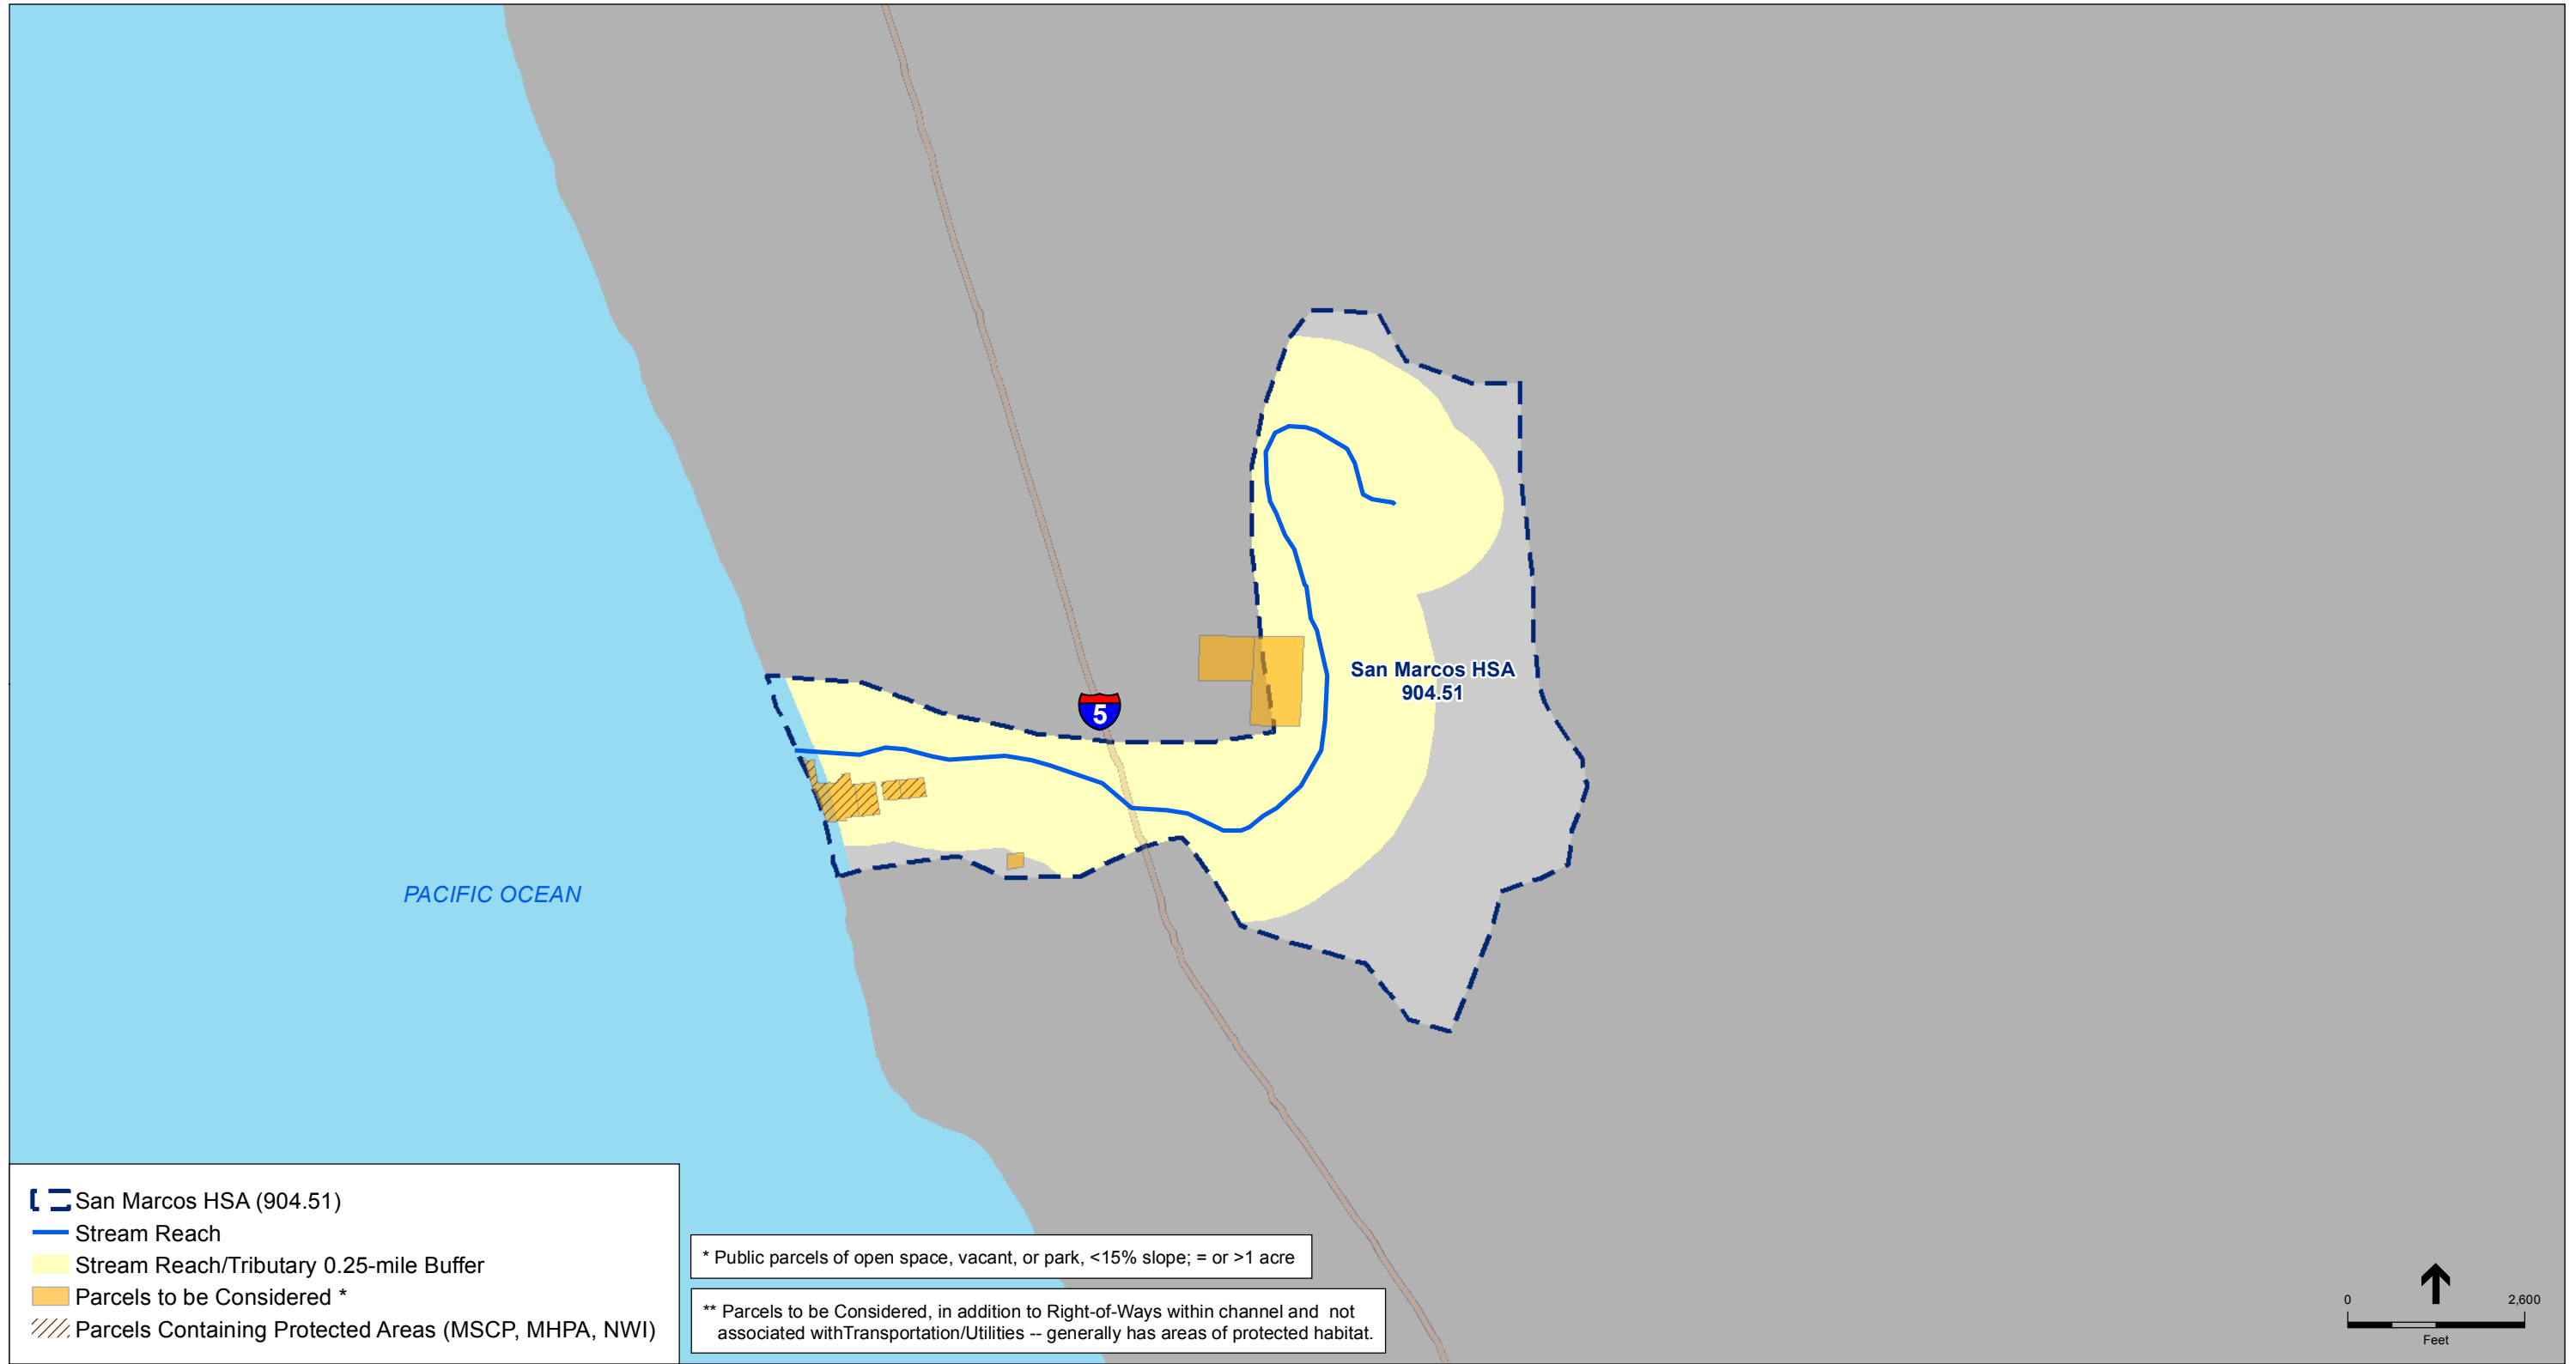 5
San Marcos HSA
904.51
PACIFIC OCEAN
San Marcos HSA (904.51)
Stream Reach
Stream Reach/Tributary 0.25-mile Buffer
Parcels to be Considered *
Parcels Containing Protected Areas (MSCP, MHPA, NWI)
* Public parcels of open space, vacant, or park, <15% slope; = or >1 acre
** Parcels to be Considered, in addition to Right-of-Ways within channel and not
associated withTransportation/Utilities -- generally has areas of protected habitat.
0 2,600
Feet